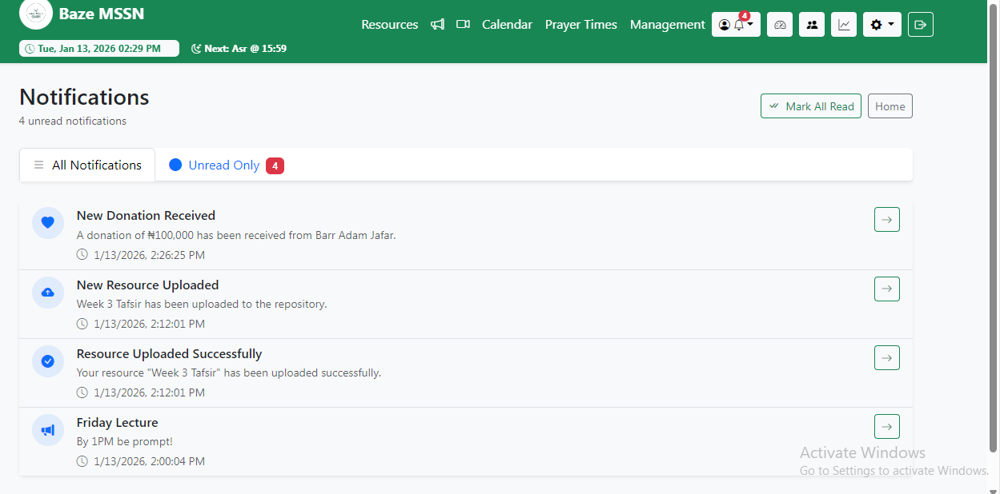 Baze MSSN
Resources Calendar Prayer Times Management 4
Tue, Jan 13, 2026 02:29 PM Next: Asr @ 15:59
Notifications
4 unread notifications
Mark All Read Home
All Notifications Unread Only 4
New Donation Received
A donation of ₦100,000 has been received from Barr Adam Jafar.
1/13/2026, 2:26:25 PM
New Resource Uploaded
Week 3 Tafsir has been uploaded to the repository.
1/13/2026, 2:12:01 PM
Resource Uploaded Successfully
Your resource "Week 3 Tafsir" has been uploaded successfully.
1/13/2026, 2:12:01 PM
Friday Lecture
By 1PM be prompt!
1/13/2026, 2:00:04 PM
Activate Windows
Go to Settings to activate Windows.